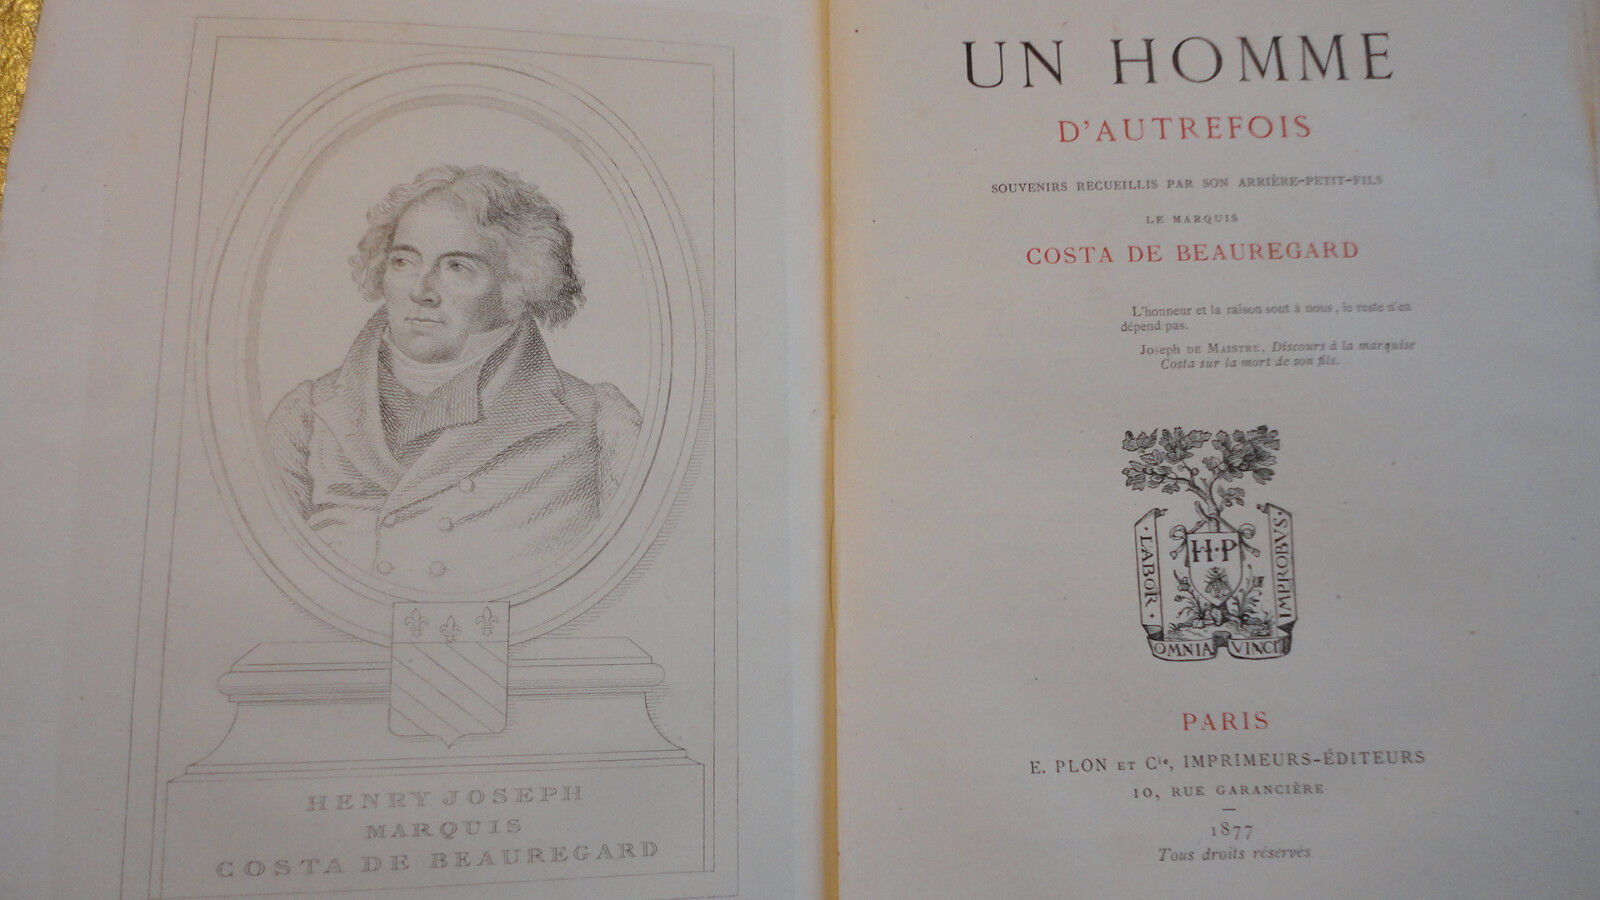 HENRY JOSEPH
MARQUIS
COSTA DE BEAUREGARD
UN HOMME
D'AUTREFOIS
SOUVENIRS RECUEILLIS PAR SON ARRIÈRE-PETIT-FILS
LE MARQUIS
COSTA DE BEAUREGARD
L'honneur et la raison sont à nous, le reste n'en
dépend pas.
Joseph DE MAISTRE, Discours à la marquise
Costa sur la mort de son fils.
H·P
·LABOR·
IMPROBVS·
OMNIA VINCIT
PARIS
E. PLON ET Cie, IMPRIMEURS-ÉDITEURS
10, RUE GARANCIÈRE
1877
Tous droits réservés